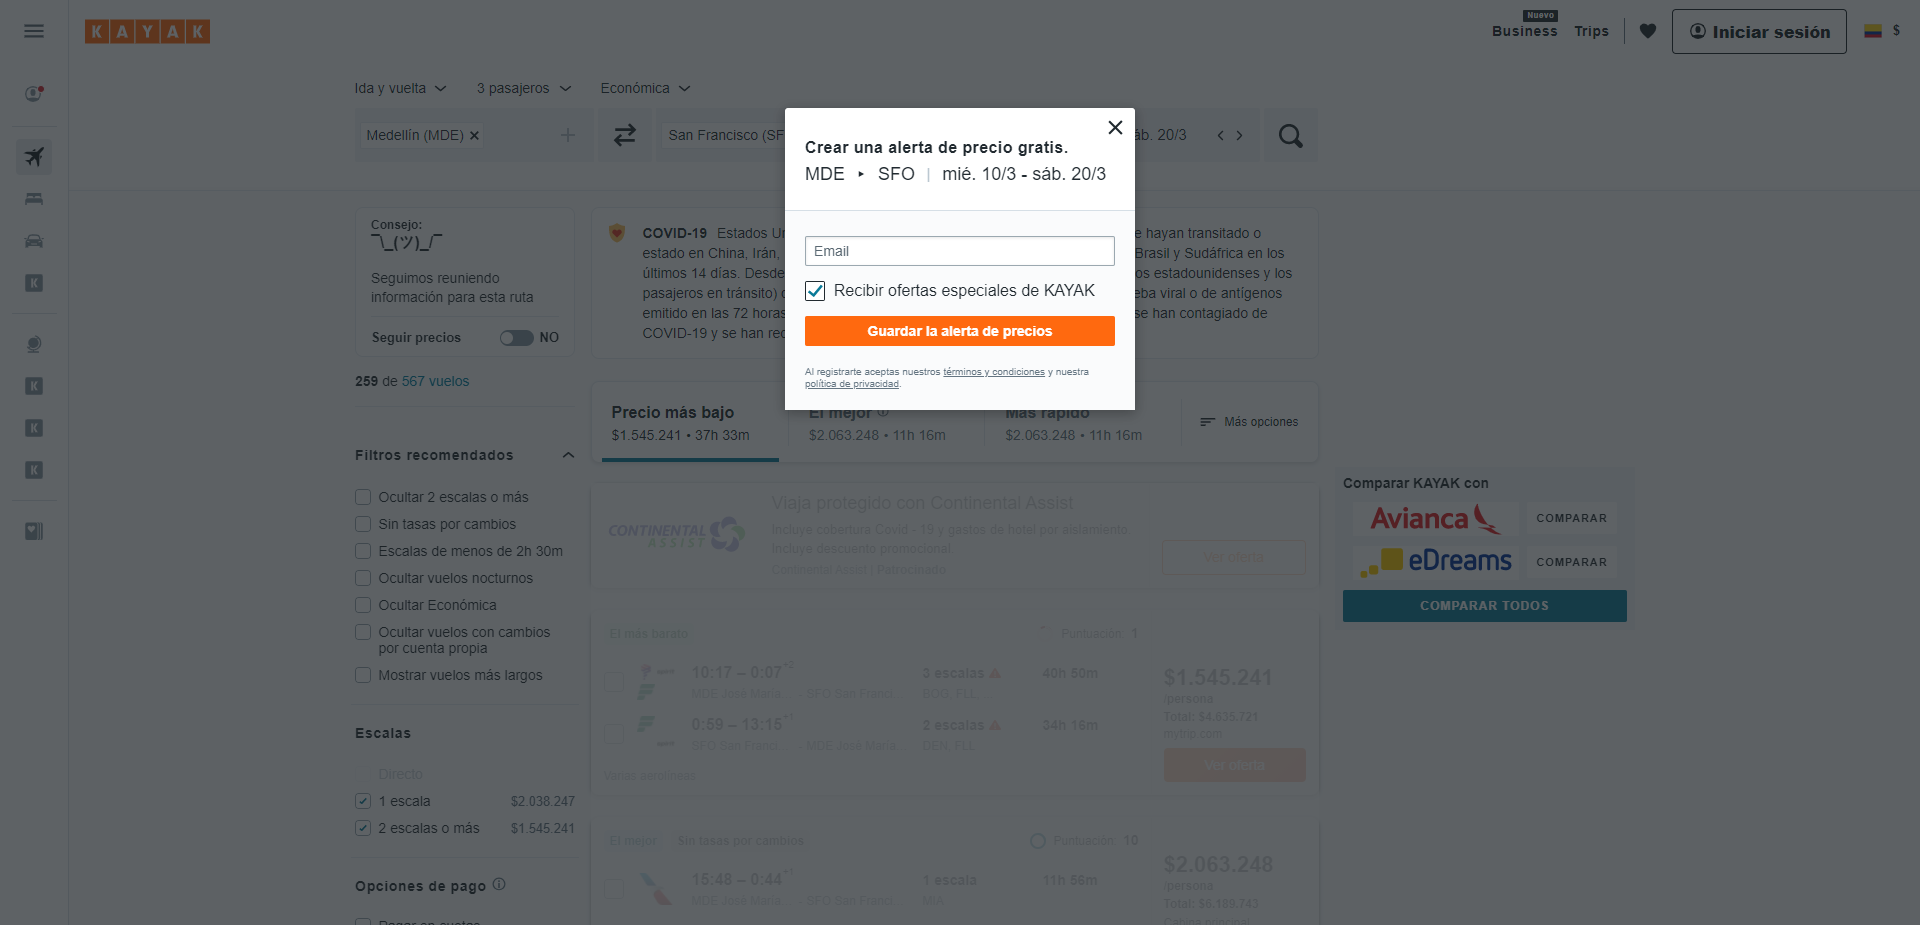 KAYAK
Nuevo
Business
Trips
Iniciar sesión
$
Ida y vuelta
3 pasajeros
Económica
Medellín (MDE)
San Francisco (SF
áb. 20/3
Crear una alerta de precio gratis.
MDE ▸ SFO | mié. 10/3 - sáb. 20/3
Email
Recibir ofertas especiales de KAYAK
Guardar la alerta de precios
Al registrarte aceptas nuestros términos y condiciones y nuestra
política de privacidad.
Consejo:
¯\_(ツ)_/¯
Seguimos reuniendo
información para esta ruta
Seguir precios
NO
259 de 567 vuelos
COVID-19 Estados Un
e hayan transitado o
estado en China, Irán,
Brasil y Sudáfrica en los
últimos 14 días. Desde
os estadounidenses y los
pasajeros en tránsito)
eba viral o de antígenos
emitido en las 72 horas
se han contagiado de
COVID-19 y se han rec
Precio más bajo
$1.545.241 • 37h 33m
El mejor
$2.063.248 • 11h 16m
Más rápido
$2.063.248 • 11h 16m
Más opciones
Filtros recomendados
Ocultar 2 escalas o más
Sin tasas por cambios
Escalas de menos de 2h 30m
Ocultar vuelos nocturnos
Ocultar Económica
Ocultar vuelos con cambios
por cuenta propia
Mostrar vuelos más largos
Escalas
Directo
1 escala $2.038.247
2 escalas o más $1.545.241
Opciones de pago
Pagar en cuotas
CONTINENTAL
ASSIST
Viaja protegido con Continental Assist
Incluye cobertura Covid - 19 y gastos de hotel por aislamiento
Incluye descuento promocional
Continental Assist | Patrocinado
Ver oferta
El más barato
Puntuación 1
10:17 – 0:07 +2
MDE José María... - SFO San Franci...
3 escalas
BOG, FLL, ...
40h 50m
0:59 – 13:15 +1
SFO San Franci... - MDE José María...
2 escalas
DEN, FLL
34h 16m
Varias aerolíneas
$1.545.241
/persona
Total: $4.635.721
mytrip.com
Ver oferta
El mejor
Sin tasas por cambios
Puntuación 10
15:48 – 0:44 +1
MDE José María... - SFO San Franci...
1 escala
MIA
11h 56m
$2.063.248
/persona
Total: $6.189.743
Cabina principal
Comparar KAYAK con
Avianca
COMPARAR
eDreams
COMPARAR
COMPARAR TODOS